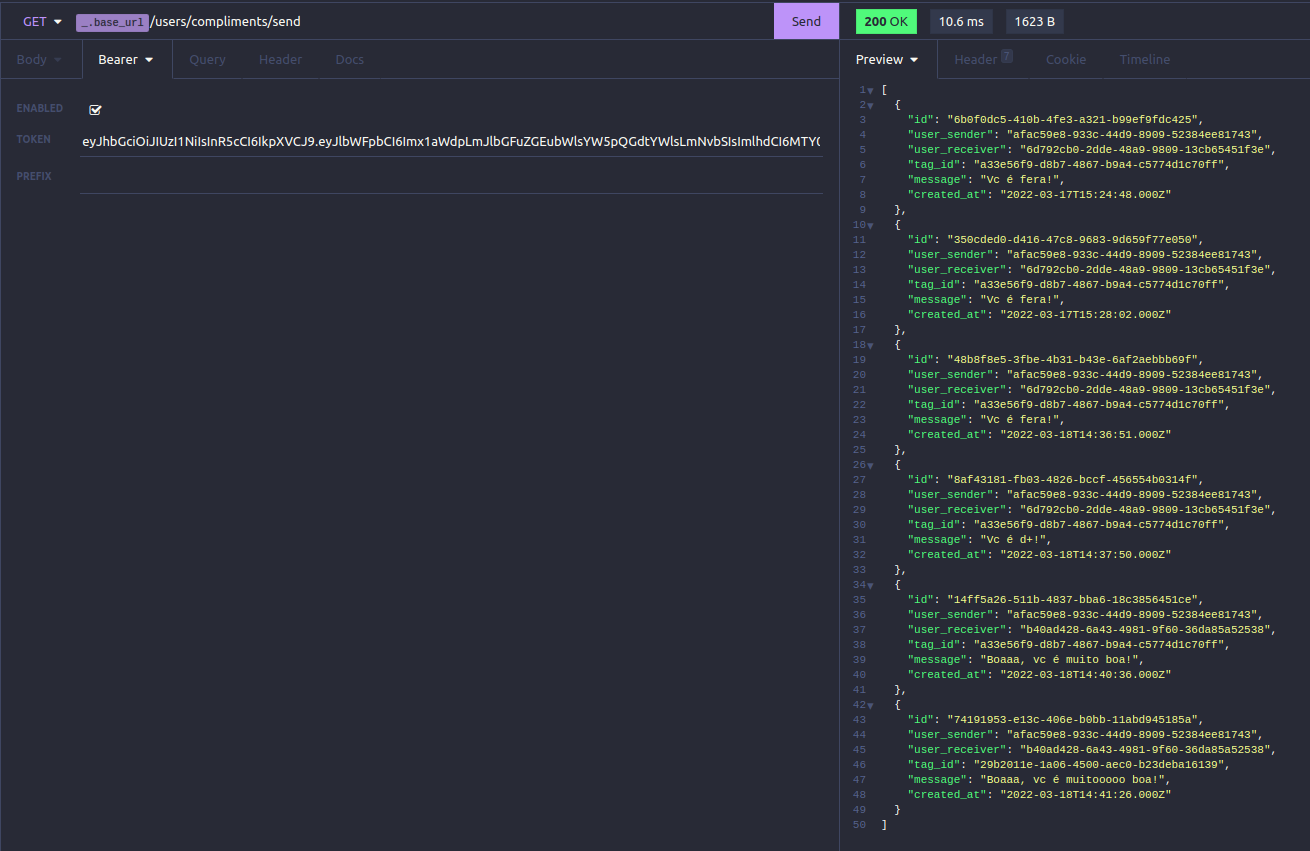 GET _.base_url /users/compliments/send Send
Body Bearer Query Header Docs
ENABLED
TOKEN eyJhbGciOiJIUzI1NiIsInR5cCI6IkpXVCJ9.eyJlbWFpbCI6Imx1aWdpLmJlbGFuZGEubWlsYW5pQGdtYWlsLmNvbSIsImlhdCI6MTY0
PREFIX
200 OK 10.6 ms 1623 B
Preview Header 7 Cookie Timeline
1 [
2 {
3 "id": "6b0f0dc5-410b-4fe3-a321-b99ef9fdc425",
4 "user_sender": "afac59e8-933c-44d9-8909-52384ee81743",
5 "user_receiver": "6d792cb0-2dde-48a9-9809-13cb65451f3e",
6 "tag_id": "a33e56f9-d8b7-4867-b9a4-c5774d1c70ff",
7 "message": "Vc é fera!",
8 "created_at": "2022-03-17T15:24:48.000Z"
9 },
10 {
11 "id": "350cded0-d416-47c8-9683-9d659f77e050",
12 "user_sender": "afac59e8-933c-44d9-8909-52384ee81743",
13 "user_receiver": "6d792cb0-2dde-48a9-9809-13cb65451f3e",
14 "tag_id": "a33e56f9-d8b7-4867-b9a4-c5774d1c70ff",
15 "message": "Vc é fera!",
16 "created_at": "2022-03-17T15:28:02.000Z"
17 },
18 {
19 "id": "48b8f8e5-3fbe-4b31-b43e-6af2aebbb69f",
20 "user_sender": "afac59e8-933c-44d9-8909-52384ee81743",
21 "user_receiver": "6d792cb0-2dde-48a9-9809-13cb65451f3e",
22 "tag_id": "a33e56f9-d8b7-4867-b9a4-c5774d1c70ff",
23 "message": "Vc é fera!",
24 "created_at": "2022-03-18T14:36:51.000Z"
25 },
26 {
27 "id": "8af43181-fb03-4826-bccf-456554b0314f",
28 "user_sender": "afac59e8-933c-44d9-8909-52384ee81743",
29 "user_receiver": "6d792cb0-2dde-48a9-9809-13cb65451f3e",
30 "tag_id": "a33e56f9-d8b7-4867-b9a4-c5774d1c70ff",
31 "message": "Vc é d+!",
32 "created_at": "2022-03-18T14:37:50.000Z"
33 },
34 {
35 "id": "14ff5a26-511b-4837-bba6-18c3856451ce",
36 "user_sender": "afac59e8-933c-44d9-8909-52384ee81743",
37 "user_receiver": "b40ad428-6a43-4981-9f60-36da85a52538",
38 "tag_id": "a33e56f9-d8b7-4867-b9a4-c5774d1c70ff",
39 "message": "Boaaa, vc é muito boa!",
40 "created_at": "2022-03-18T14:40:36.000Z"
41 },
42 {
43 "id": "74191953-e13c-406e-b0bb-11abd945185a",
44 "user_sender": "afac59e8-933c-44d9-8909-52384ee81743",
45 "user_receiver": "b40ad428-6a43-4981-9f60-36da85a52538",
46 "tag_id": "29b2011e-1a06-4500-aec0-b23deba16139",
47 "message": "Boaaa, vc é muitooooo boa!",
48 "created_at": "2022-03-18T14:41:26.000Z"
49 }
50 ]